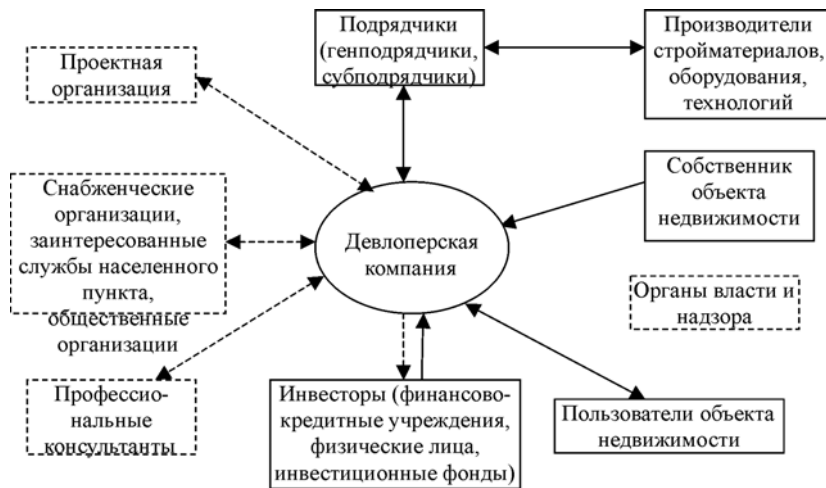 Подрядчики
(генподрядчики,
субподрядчики)
Производители
стройматериалов,
оборудования,
технологий
Проектная
организация
Собственник
объекта
недвижимости
Снабженческие
организации,
заинтересованные
службы населенного
пункта,
общественные
организации
Девлоперская
компания
Органы власти и
надзора
Профессио-
нальные
консультанты
Инвесторы (финансово-
кредитные учреждения,
физические лица,
инвестиционные фонды)
Пользователи объекта
недвижимости